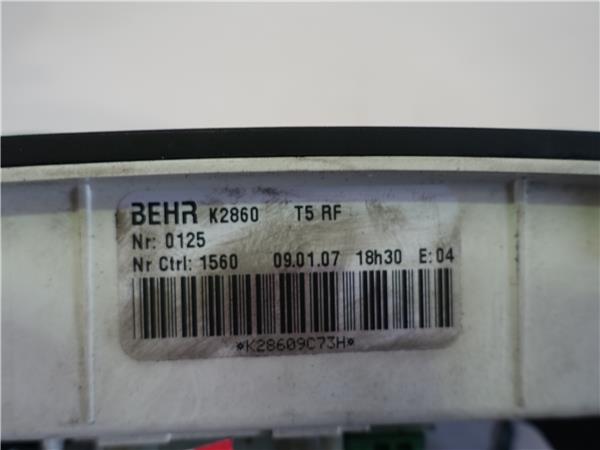 BEHR K2860 T5 RF
Nr: 0125
Nr Ctrl: 1560 09.01.07 18h30 E:04
*K28609C73H*